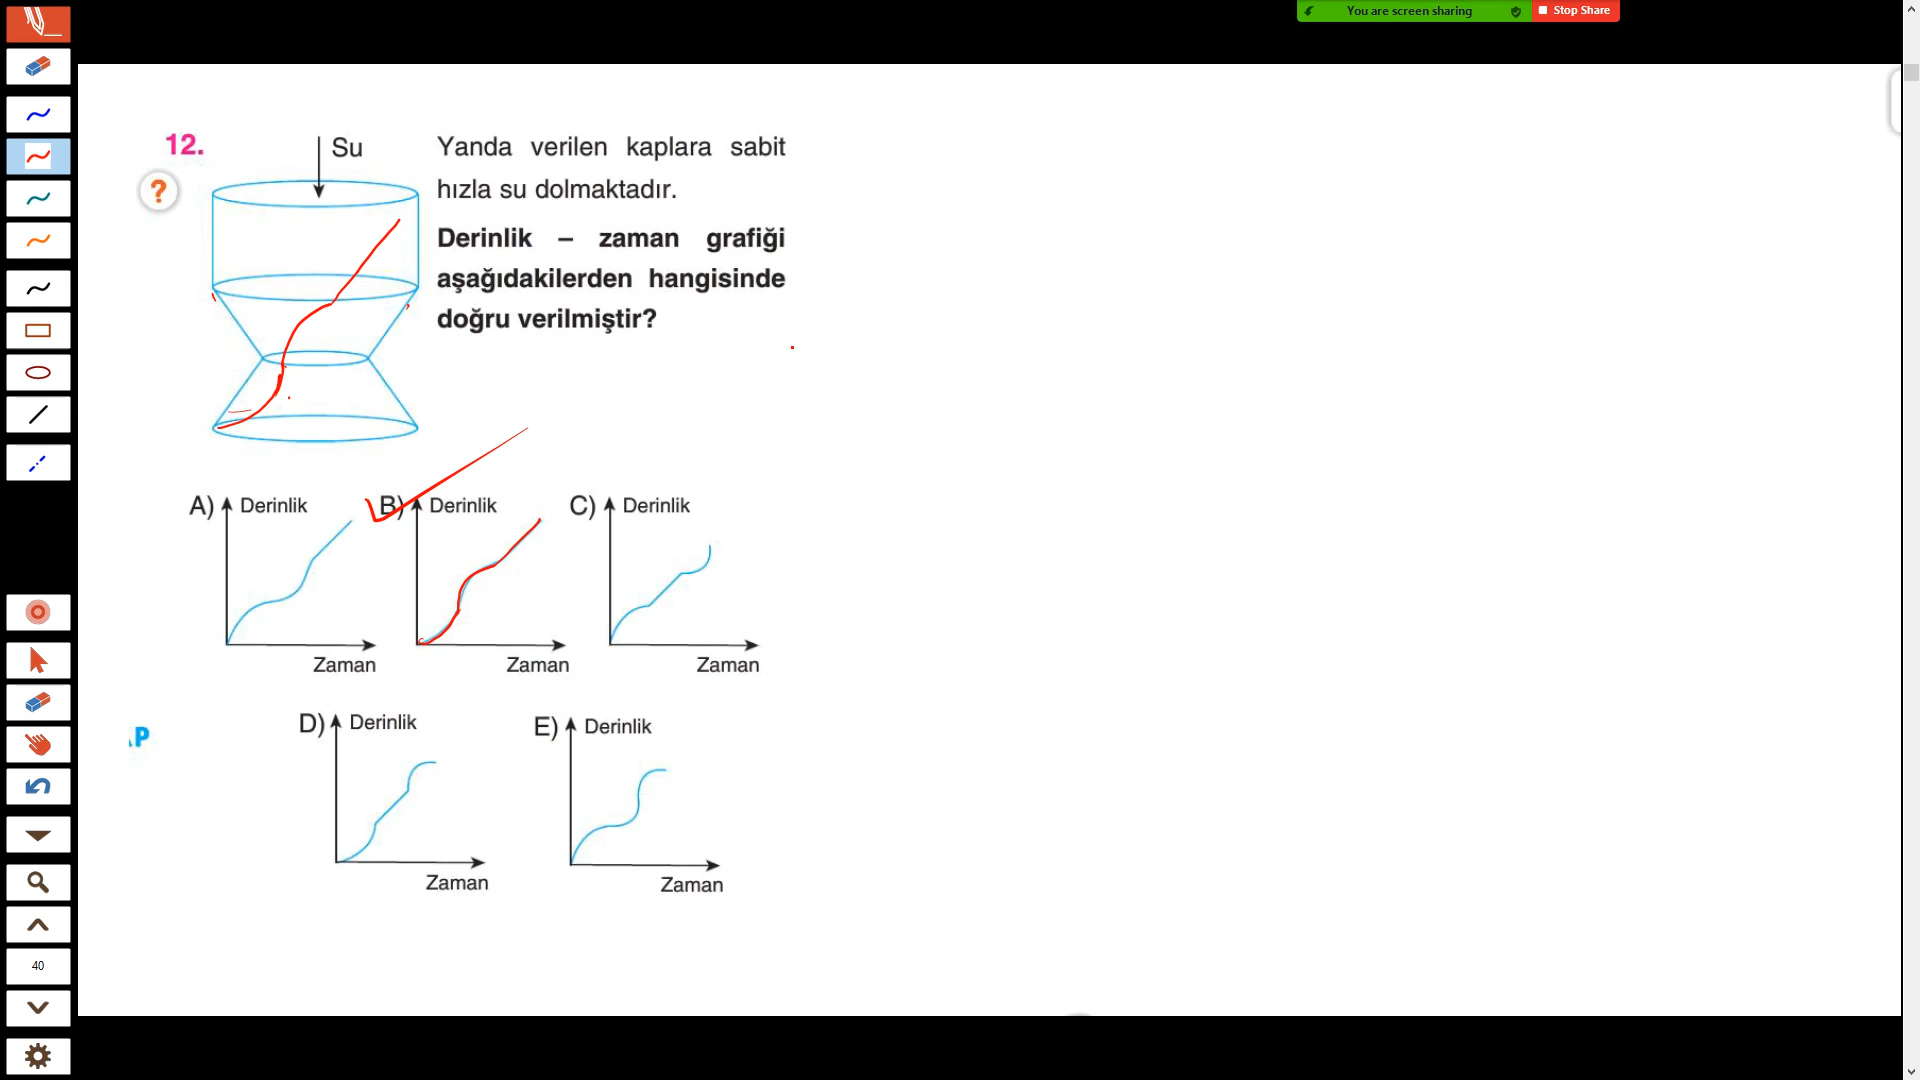 You are screen sharing
Stop Share
12.
Su
Yanda verilen kaplara sabit
hızla su dolmaktadır.
Derinlik – zaman grafiği
aşağıdakilerden hangisinde
doğru verilmiştir?
?
A) Derinlik
Zaman
B) Derinlik
Zaman
C) Derinlik
Zaman
D) Derinlik
Zaman
E) Derinlik
Zaman
P
40